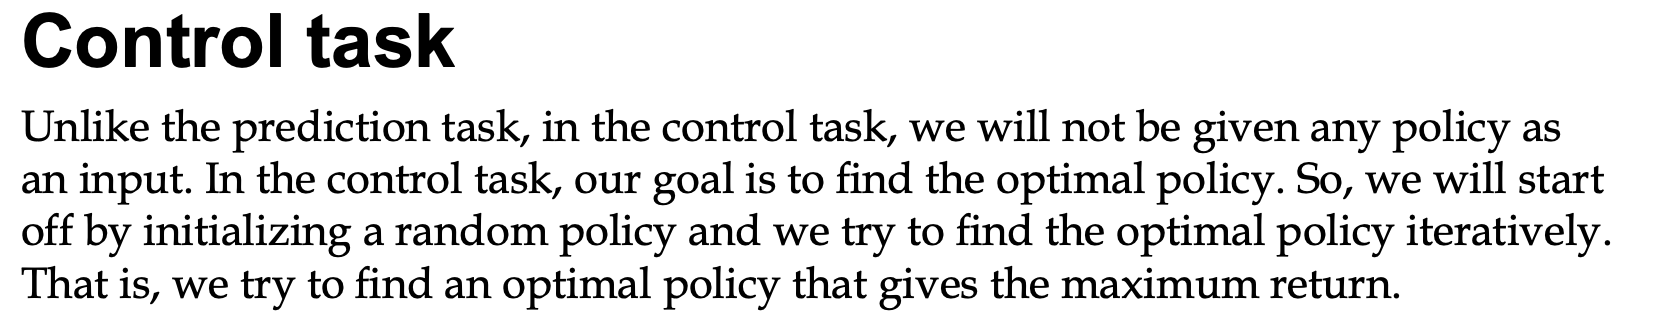 Control task
Unlike the prediction task, in the control task, we will not be given any policy as
an input. In the control task, our goal is to find the optimal policy. So, we will start
off by initializing a random policy and we try to find the optimal policy iteratively.
That is, we try to find an optimal policy that gives the maximum return.